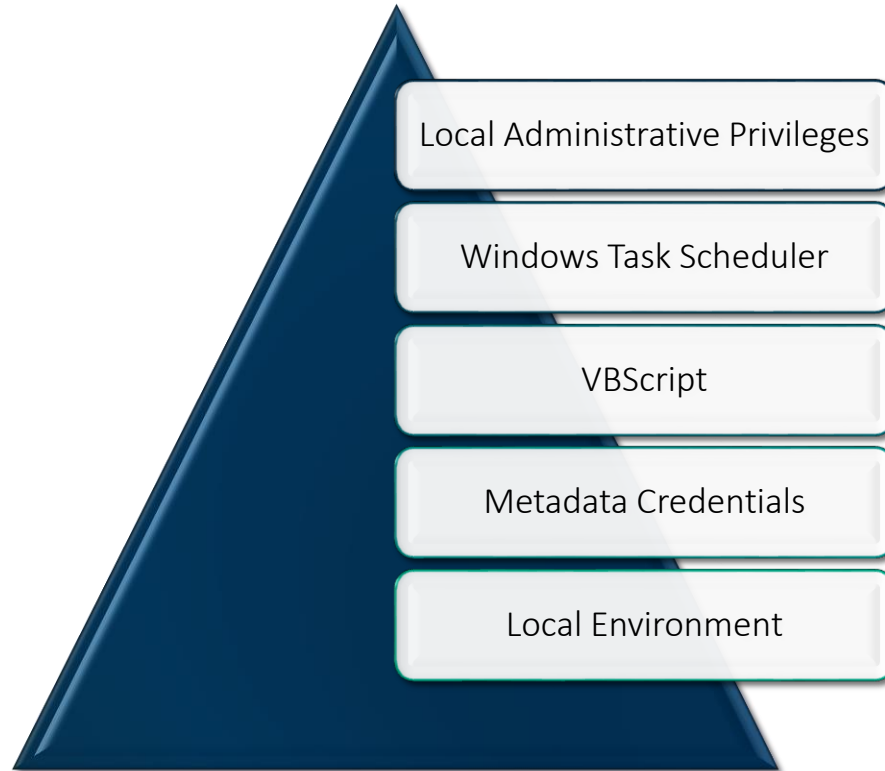 Local Administrative Privileges
Windows Task Scheduler
VBScript
Metadata Credentials
Local Environment